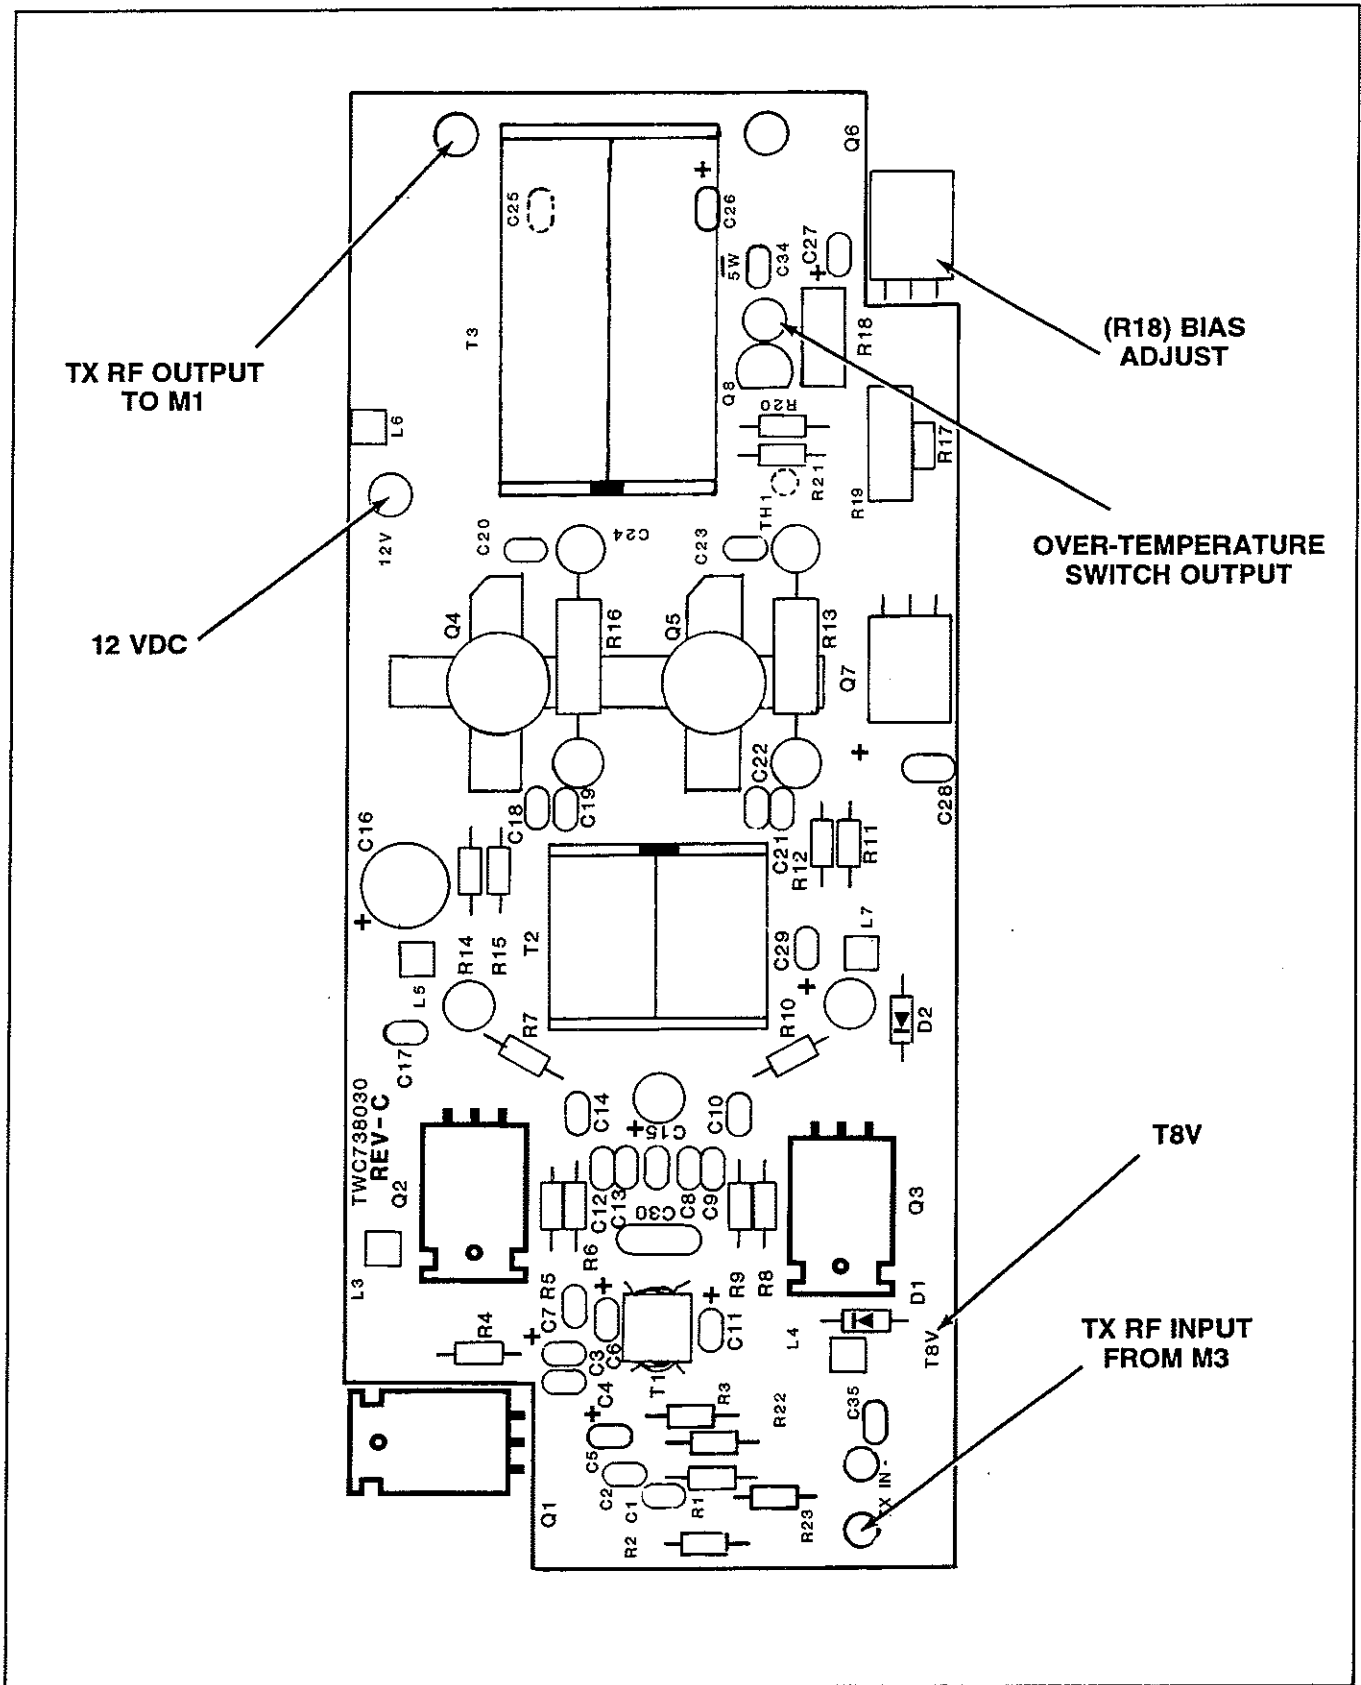 Q6
C25
+
C26
5W
C34
C27
+
(R18) BIAS
ADJUST
T3
R18
TX RF OUTPUT
TO M1
Q8
L6
R20
R17
R21
R19
TH1
12V
C20
C24
C23
OVER-TEMPERATURE
SWITCH OUTPUT
Q4
R16
Q5
R13
12 VDC
Q7
+
C22
C28
C18
C19
C16
C21
R12
R11
+
L7
T2
C29
R14
R15
L5
+
R7
R10
D2
C17
TWC738030
REV-C
C14
C10
+
C15
T8V
Q2
C12
C13
C8
C9
Q3
C30
R6
L3
R5
+
R9
R8
+
D1
C7
R4
+
C3
C6
C11
L4
T8V
TX RF INPUT
FROM M3
T1
C4
R3
R22
C35
+
C5
C2
C1
R1
TX IN -
Q1
R2
R23